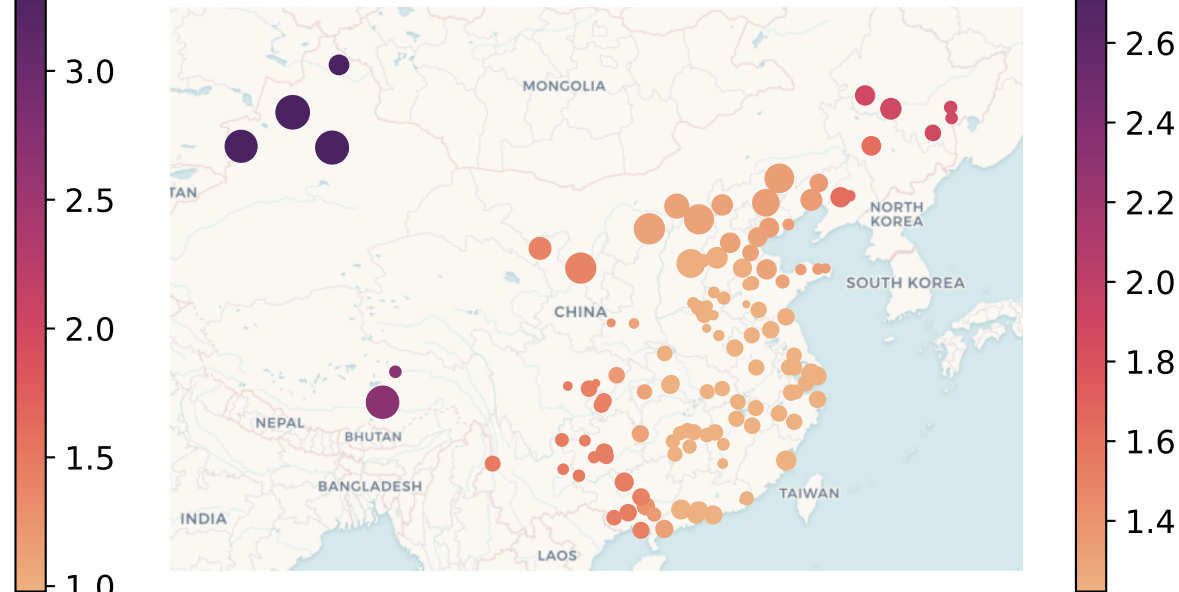 3.0
2.5
2.0
1.5
1.0
MONGOLIA
TAN
NORTH
KOREA
SOUTH KOREA
CHINA
NEPAL
BHUTAN
BANGLADESH
TAIWAN
INDIA
LAOS
2.6
2.4
2.2
2.0
1.8
1.6
1.4